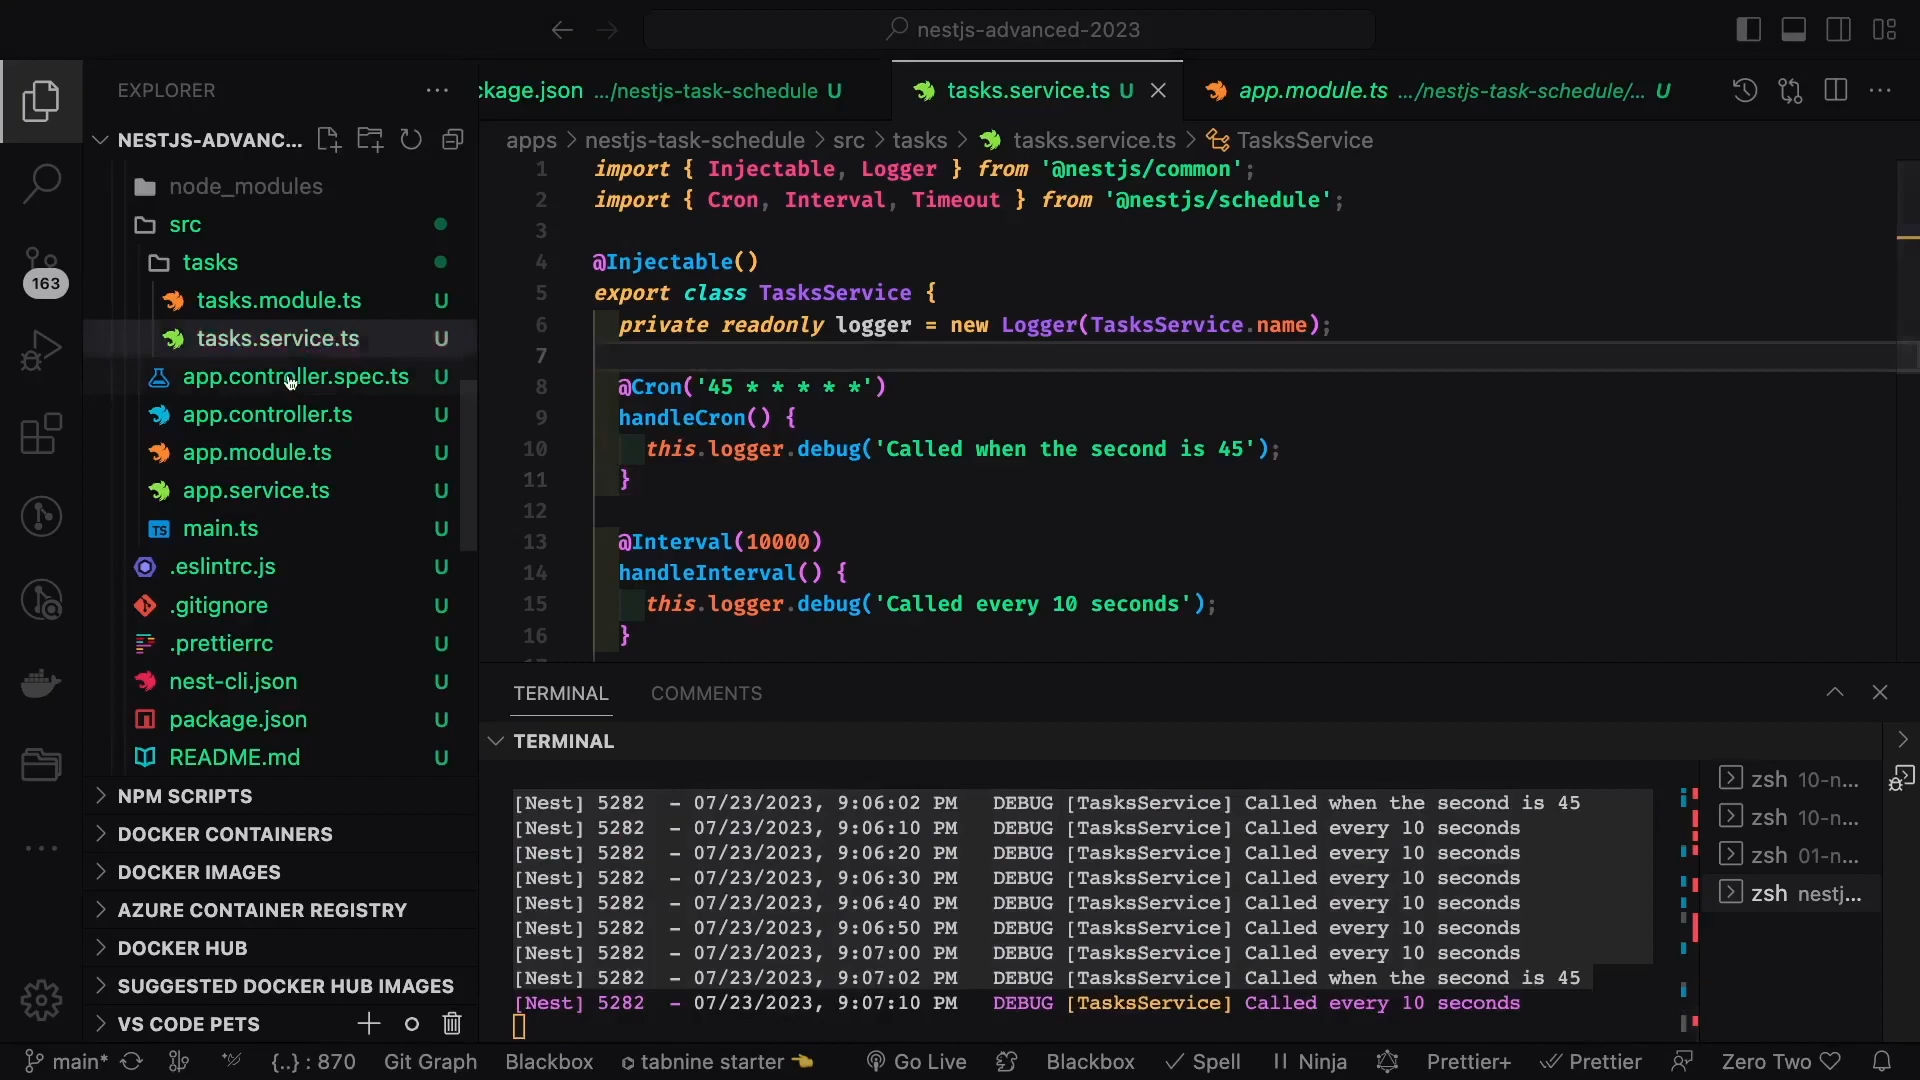 nestjs-advanced-2023
EXPLORER
ckage.json .../nestjs-task-schedule U
tasks.service.ts U
app.module.ts .../nestjs-task-schedule/... U
NESTJS-ADVANC...
apps > nestjs-task-schedule > src > tasks > tasks.service.ts > TasksService
node_modules
src
tasks
tasks.module.ts U
tasks.service.ts U
app.controller.spec.ts U
app.controller.ts U
app.module.ts U
app.service.ts U
main.ts U
.eslintrc.js U
.gitignore U
.prettierrc U
nest-cli.json U
package.json U
README.md U
NPM SCRIPTS
DOCKER CONTAINERS
DOCKER IMAGES
AZURE CONTAINER REGISTRY
DOCKER HUB
SUGGESTED DOCKER HUB IMAGES
VS CODE PETS
163
1 import { Injectable, Logger } from '@nestjs/common';
2 import { Cron, Interval, Timeout } from '@nestjs/schedule';
3
4 @Injectable()
5 export class TasksService {
6 private readonly logger = new Logger(TasksService.name);
7
8 @Cron('45 * * * * *')
9 handleCron() {
10 this.logger.debug('Called when the second is 45');
11 }
12
13 @Interval(10000)
14 handleInterval() {
15 this.logger.debug('Called every 10 seconds');
16 }
TERMINAL COMMENTS
TERMINAL
[Nest] 5282 - 07/23/2023, 9:06:02 PM DEBUG [TasksService] Called when the second is 45
[Nest] 5282 - 07/23/2023, 9:06:10 PM DEBUG [TasksService] Called every 10 seconds
[Nest] 5282 - 07/23/2023, 9:06:20 PM DEBUG [TasksService] Called every 10 seconds
[Nest] 5282 - 07/23/2023, 9:06:30 PM DEBUG [TasksService] Called every 10 seconds
[Nest] 5282 - 07/23/2023, 9:06:40 PM DEBUG [TasksService] Called every 10 seconds
[Nest] 5282 - 07/23/2023, 9:06:50 PM DEBUG [TasksService] Called every 10 seconds
[Nest] 5282 - 07/23/2023, 9:07:00 PM DEBUG [TasksService] Called every 10 seconds
[Nest] 5282 - 07/23/2023, 9:07:02 PM DEBUG [TasksService] Called when the second is 45
[Nest] 5282 - 07/23/2023, 9:07:10 PM DEBUG [TasksService] Called every 10 seconds
zsh 10-n...
zsh 10-n...
zsh 01-n...
zsh nestj...
main* {..} : 870 Git Graph Blackbox tabnine starter Go Live Blackbox Spell Ninja Prettier+ Prettier Zero Two